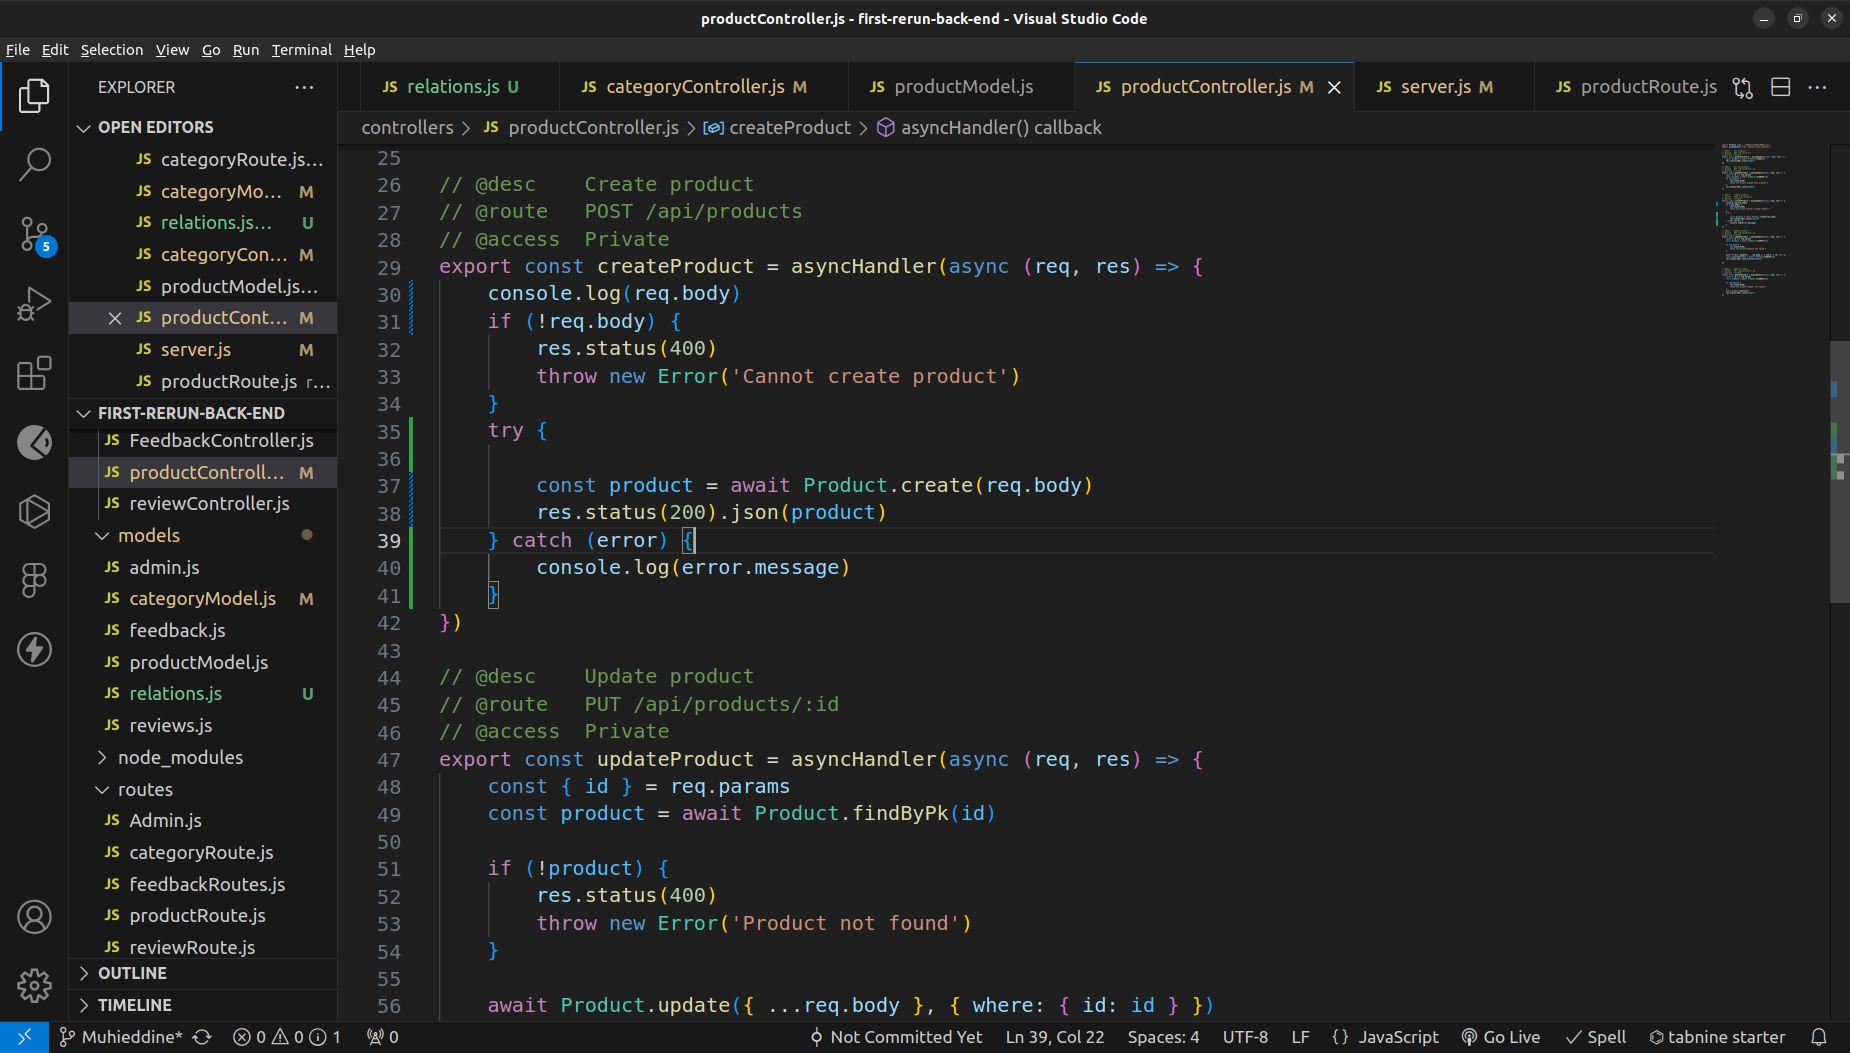 productController.js - first-rerun-back-end - Visual Studio Code
File Edit Selection View Go Run Terminal Help
EXPLORER
OPEN EDITORS
JS categoryRoute.js...
JS categoryMo... M
JS relations.js... U
JS categoryCon... M
JS productModel.js...
JS productCont... M
JS server.js M
JS productRoute.js r...
FIRST-RERUN-BACK-END
JS FeedbackController.js
JS productControll... M
JS reviewController.js
models
JS admin.js
JS categoryModel.js M
JS feedback.js
JS productModel.js
JS relations.js U
JS reviews.js
node_modules
routes
JS Admin.js
JS categoryRoute.js
JS feedbackRoutes.js
JS productRoute.js
JS reviewRoute.js
OUTLINE
TIMELINE
5
JS relations.js U JS categoryController.js M JS productModel.js JS productController.js M JS server.js M JS productRoute.js
controllers > JS productController.js > createProduct > asyncHandler() callback
25
26 // @desc    Create product
27 // @route   POST /api/products
28 // @access  Private
29 export const createProduct = asyncHandler(async (req, res) => {
30     console.log(req.body)
31     if (!req.body) {
32         res.status(400)
33         throw new Error('Cannot create product')
34     }
35     try {
36
37         const product = await Product.create(req.body)
38         res.status(200).json(product)
39     } catch (error) {
40         console.log(error.message)
41     }
42 })
43
44 // @desc    Update product
45 // @route   PUT /api/products/:id
46 // @access  Private
47 export const updateProduct = asyncHandler(async (req, res) => {
48     const { id } = req.params
49     const product = await Product.findByPk(id)
50
51     if (!product) {
52         res.status(400)
53         throw new Error('Product not found')
54     }
55
56     await Product.update({ ...req.body }, { where: { id: id } })
Muhieddine* 0 0 1 0 Not Committed Yet Ln 39, Col 22 Spaces: 4 UTF-8 LF {} JavaScript Go Live Spell tabnine starter